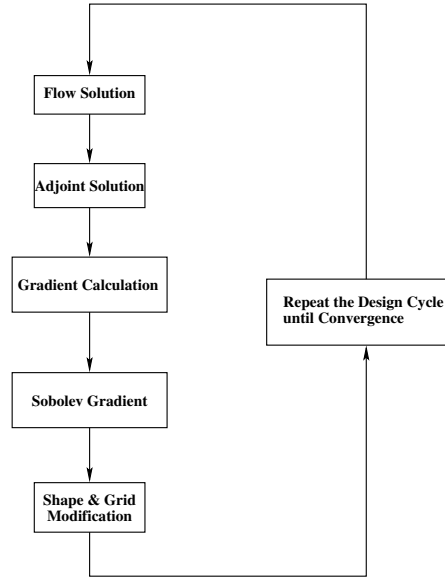 Flow Solution
Adjoint Solution
Gradient Calculation
Repeat the Design Cycle
until Convergence
Sobolev Gradient
Shape & Grid
Modification